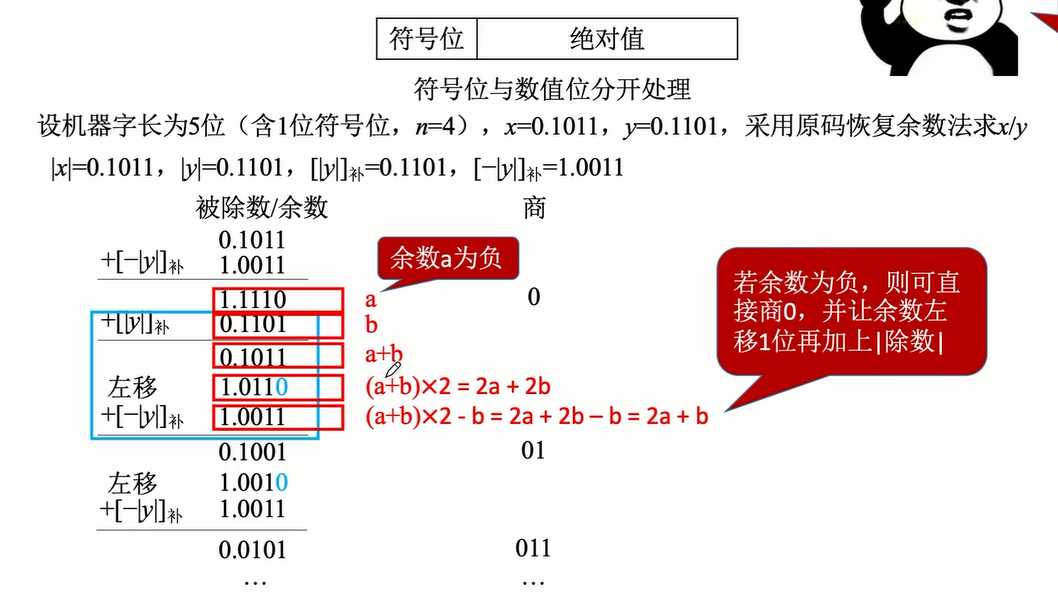 符号位 绝对值
符号位与数值位分开处理
设机器字长为5位（含1位符号位，n=4），x=0.1011，y=0.1101，采用原码恢复余数法求x/y
|x|=0.1011，|y|=0.1101，[|y|]补=0.1101，[−|y|]补=1.0011
被除数/余数 商
0.1011
+[−|y|]补 1.0011
余数a为负
1.1110 a 0
+[|y|]补 0.1101 b
0.1011 a+b
左移 1.0110 (a+b)×2 = 2a + 2b
+[−|y|]补 1.0011 (a+b)×2 - b = 2a + 2b – b = 2a + b
若余数为负，则可直
接商0，并让余数左
移1位再加上|除数|
0.1001 01
左移 1.0010
+[−|y|]补 1.0011
0.0101 011
… …